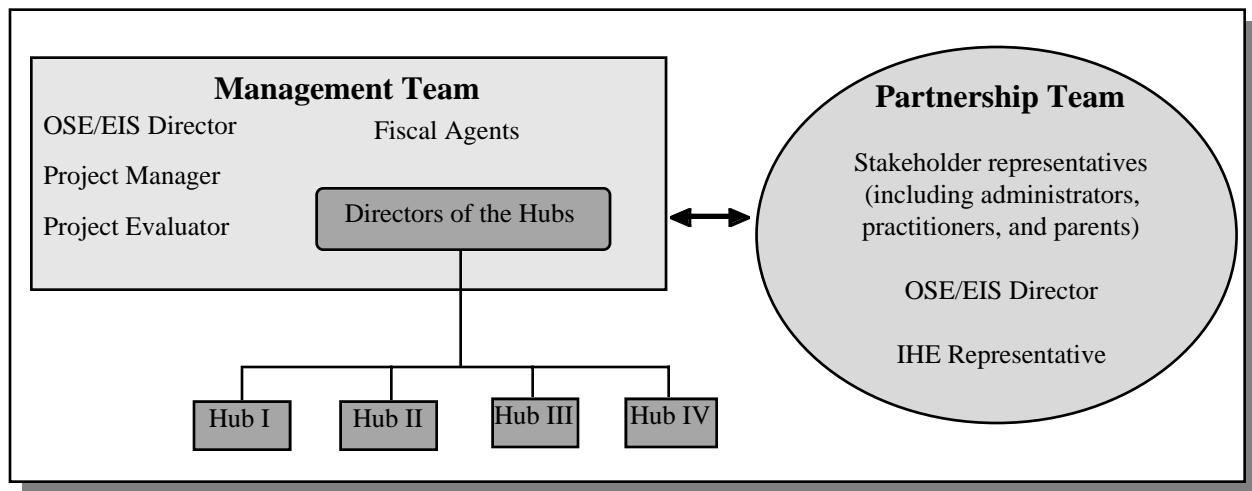 Management Team
OSE/EIS Director
Fiscal Agents
Project Manager
Project Evaluator
Directors of the Hubs
Hub I
Hub II
Hub III
Hub IV
Partnership Team
Stakeholder representatives
(including administrators,
practitioners, and parents)
OSE/EIS Director
IHE Representative